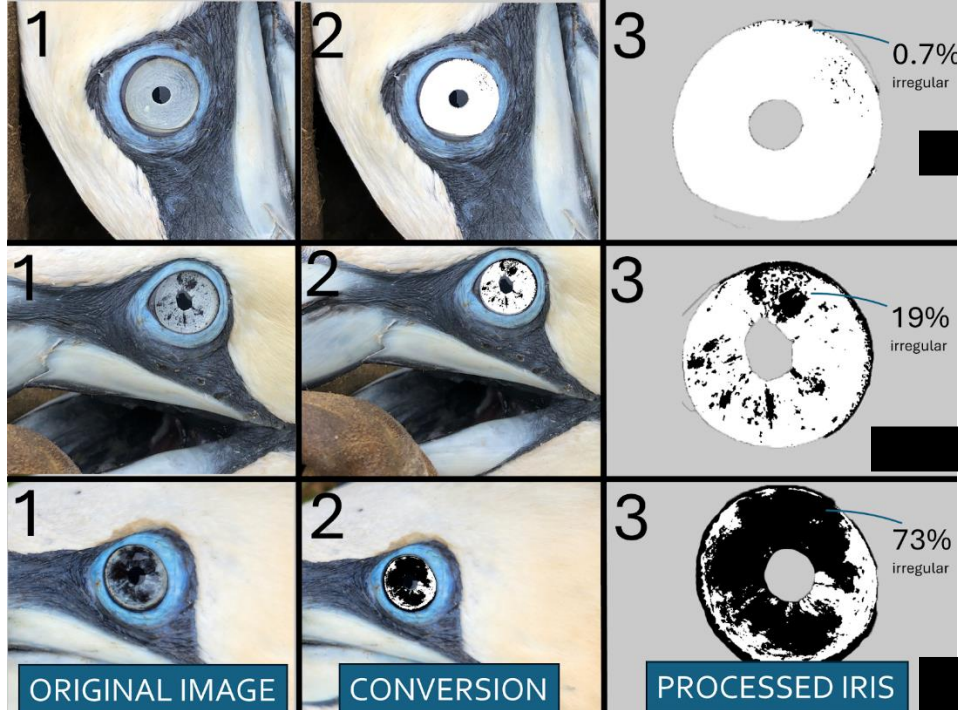 1
2
3
0.7%
irregular
1
2
3
19%
irregular
1
2
3
73%
irregular
ORIGINAL IMAGE
CONVERSION
PROCESSED IRIS